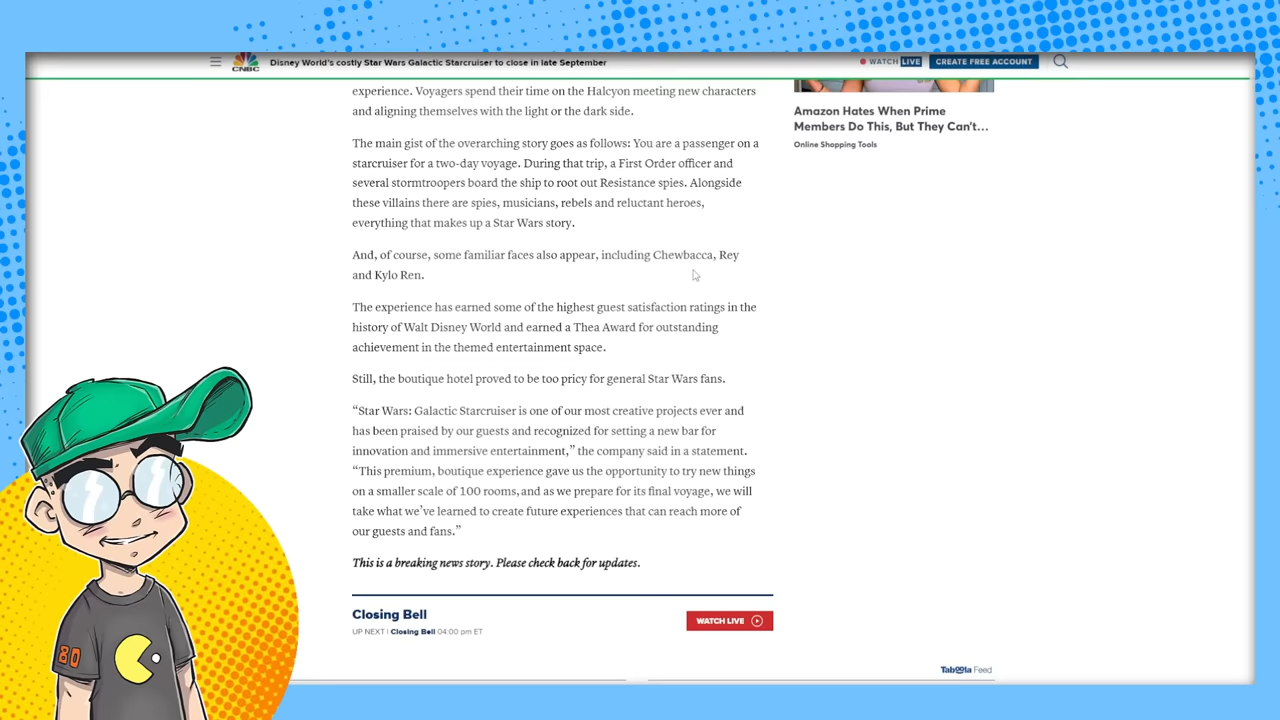 CNBC
Disney World's costly Star Wars Galactic Starcruiser to close in late September
WATCH LIVE
CREATE FREE ACCOUNT
experience. Voyagers spend their time on the Halcyon meeting new characters
and aligning themselves with the light or the dark side.
The main gist of the overarching story goes as follows: You are a passenger on a
starcruiser for a two-day voyage. During that trip, a First Order officer and
several stormtroopers board the ship to root out Resistance spies. Alongside
these villains there are spies, musicians, rebels and reluctant heroes,
everything that makes up a Star Wars story.
And, of course, some familiar faces also appear, including Chewbacca, Rey
and Kylo Ren.
The experience has earned some of the highest guest satisfaction ratings in the
history of Walt Disney World and earned a Thea Award for outstanding
achievement in the themed entertainment space.
Still, the boutique hotel proved to be too pricy for general Star Wars fans.
“Star Wars: Galactic Starcruiser is one of our most creative projects ever and
has been praised by our guests and recognized for setting a new bar for
innovation and immersive entertainment,” the company said in a statement.
“This premium, boutique experience gave us the opportunity to try new things
on a smaller scale of 100 rooms, and as we prepare for its final voyage, we will
take what we’ve learned to create future experiences that can reach more of
our guests and fans.”
This is a breaking news story. Please check back for updates.
Closing Bell
UP NEXT | Closing Bell 04:00 pm ET
WATCH LIVE
Amazon Hates When Prime
Members Do This, But They Can't...
Online Shopping Tools
Taboola Feed
80